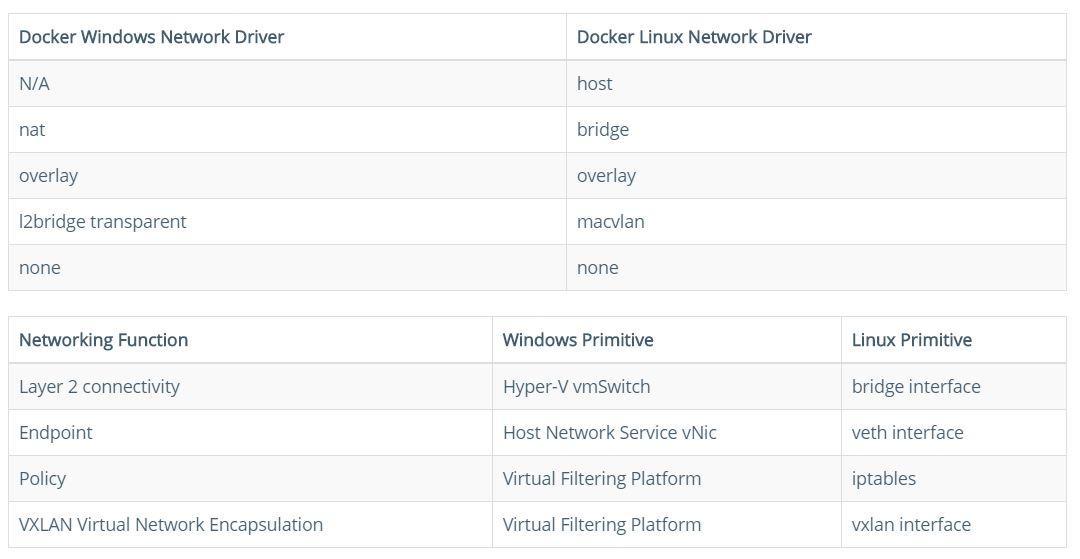 Docker Windows Network Driver Docker Linux Network Driver
N/A host
nat bridge
overlay overlay
l2bridge transparent macvlan
none none
Networking Function Windows Primitive Linux Primitive
Layer 2 connectivity Hyper-V vmSwitch bridge interface
Endpoint Host Network Service vNic veth interface
Policy Virtual Filtering Platform iptables
VXLAN Virtual Network Encapsulation Virtual Filtering Platform vxlan interface